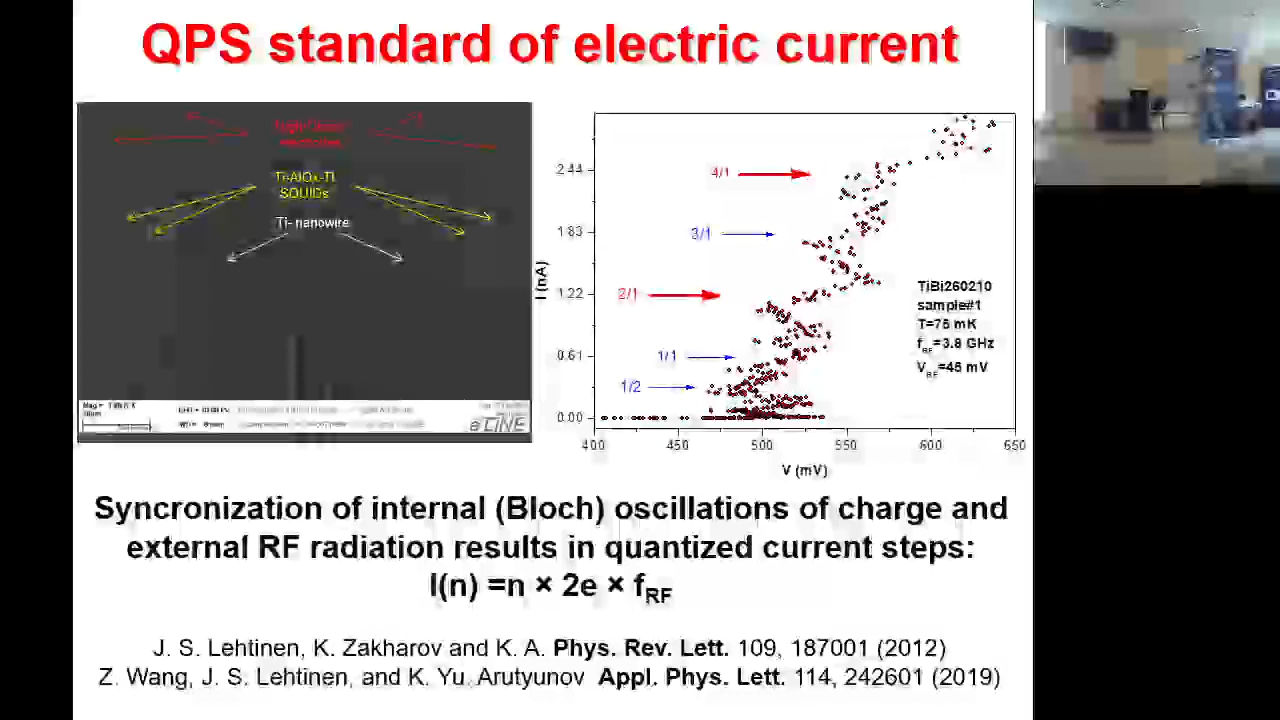 QPS standard of electric current
Ti-AlOx-Ti
SQUIDs
Ti- nanowire
I (nA)
2.44
1.83
1.22
0.61
0.00
4/1
3/1
2/1
1/1
1/2
TiBi260210
sample#1
T=75 mK
fRF=3.8 GHz
VRF=45 mV
400 450 500 550 600 650
V (mV)
eLiNE
Syncronization of internal (Bloch) oscillations of charge and
external RF radiation results in quantized current steps:
I(n) =n × 2e × fRF
J. S. Lehtinen, K. Zakharov and K. A. Phys. Rev. Lett. 109, 187001 (2012)
Z. Wang, J. S. Lehtinen, and K. Yu. Arutyunov Appl. Phys. Lett. 114, 242601 (2019)